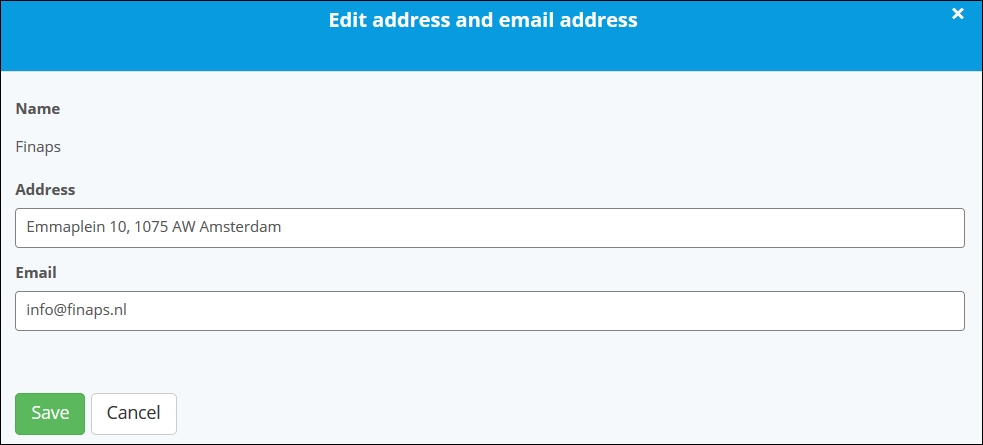 Edit address and email address
×
Name
Finaps
Address
Emmaplein 10, 1075 AW Amsterdam
Email
info@finaps.nl
Save
Cancel